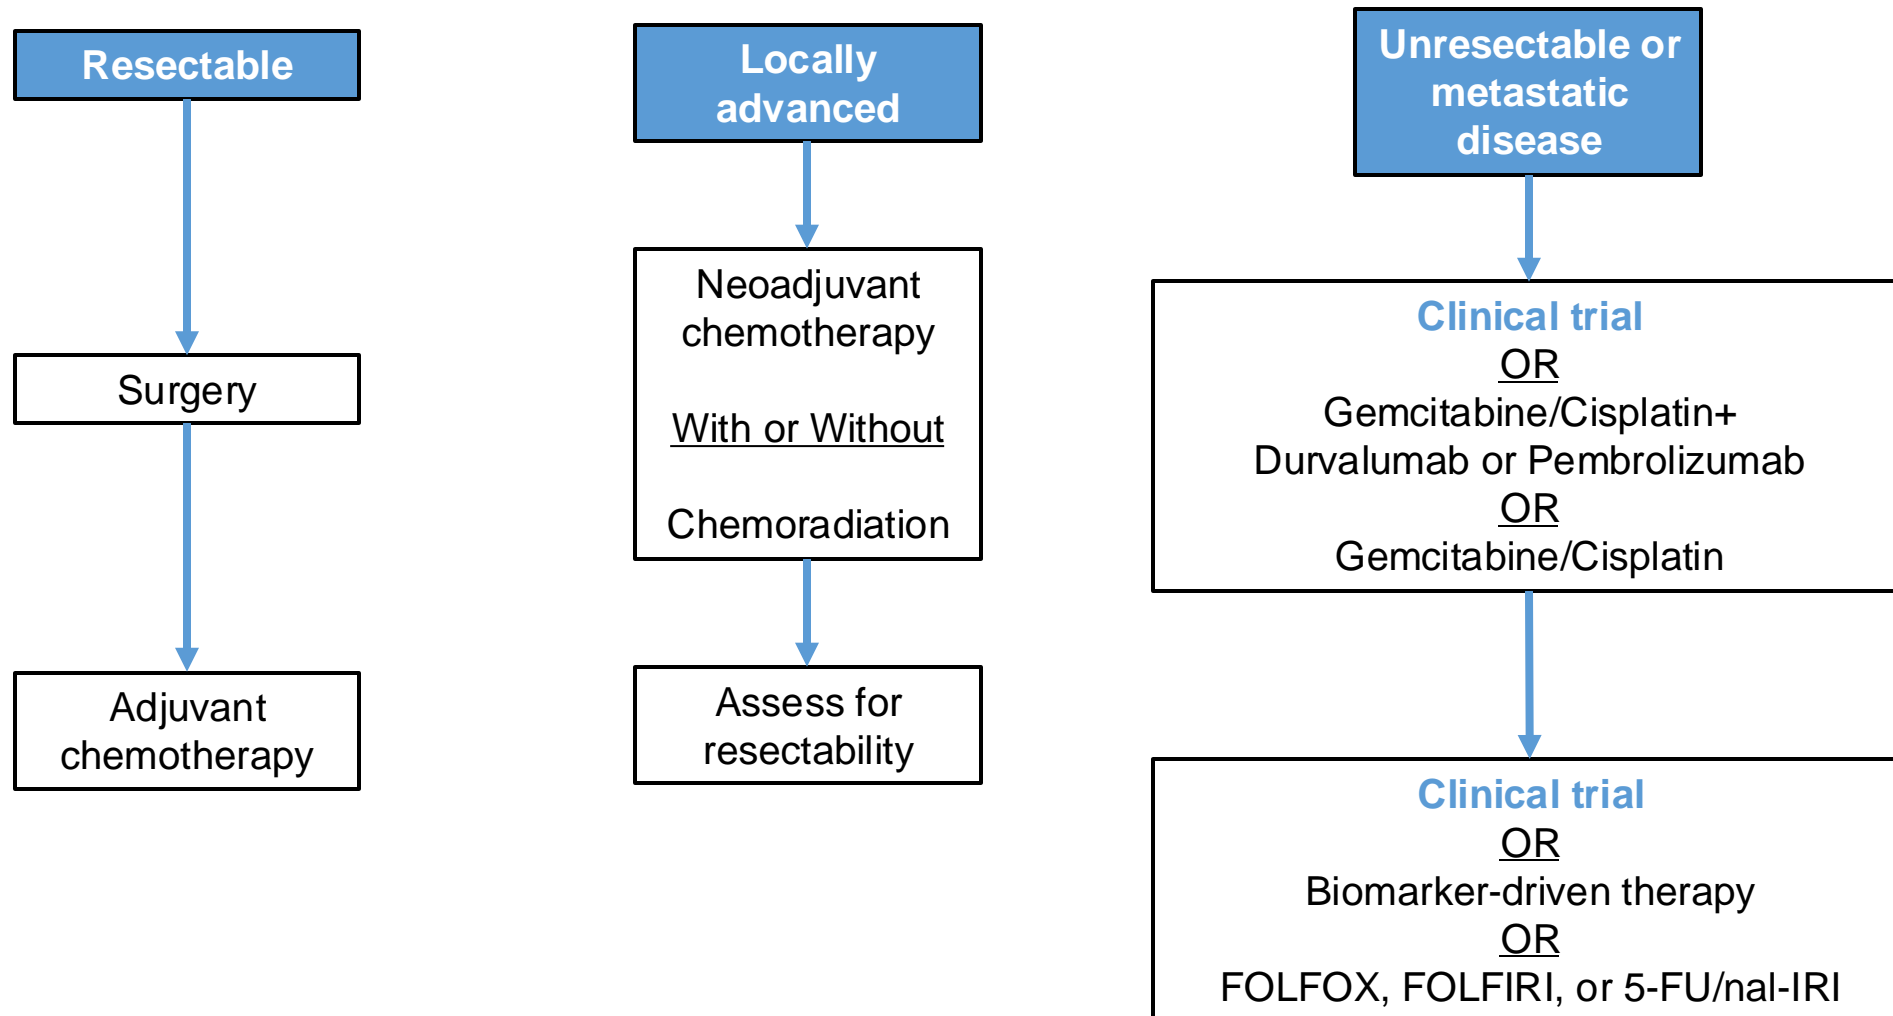 Resectable
Surgery
Adjuvant
chemotherapy
Locally
advanced
Neoadjuvant
chemotherapy
With or Without
Chemoradiation
Assess for
resectability
Unresectable or
metastatic
disease
Clinical trial
OR
Gemcitabine/Cisplatin+
Durvalumab or Pembrolizumab
OR
Gemcitabine/Cisplatin
Clinical trial
OR
Biomarker-driven therapy
OR
FOLFOX, FOLFIRI, or 5-FU/nal-IRI